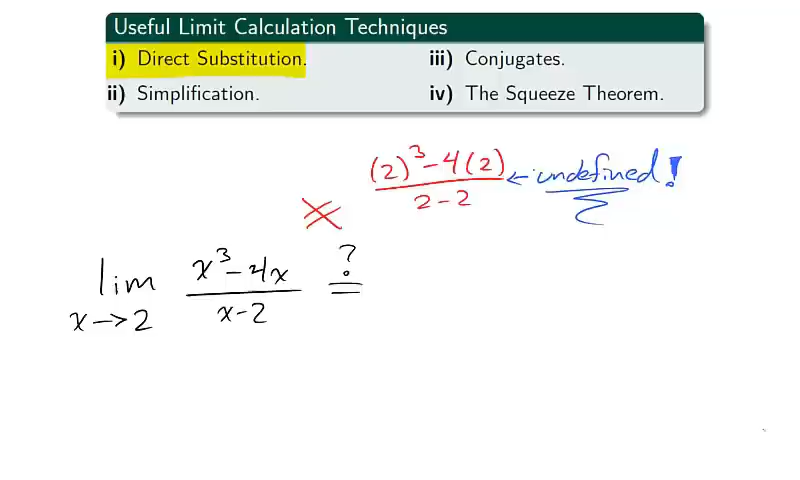 Useful Limit Calculation Techniques
i) Direct Substitution.
iii) Conjugates.
ii) Simplification.
iv) The Squeeze Theorem.
(2)³-4(2)
2-2
← undefined!
lim x→2
x³-4x
x-2
?
=